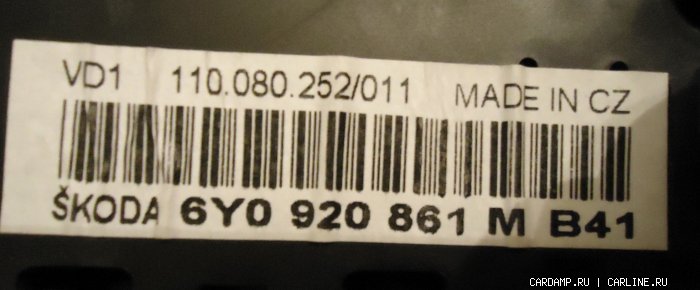 VD1 110.080.252/011 MADE IN CZ
ŠKODA 6Y0 920 861 M B41
CARDAMP.RU | CARLINE.RU